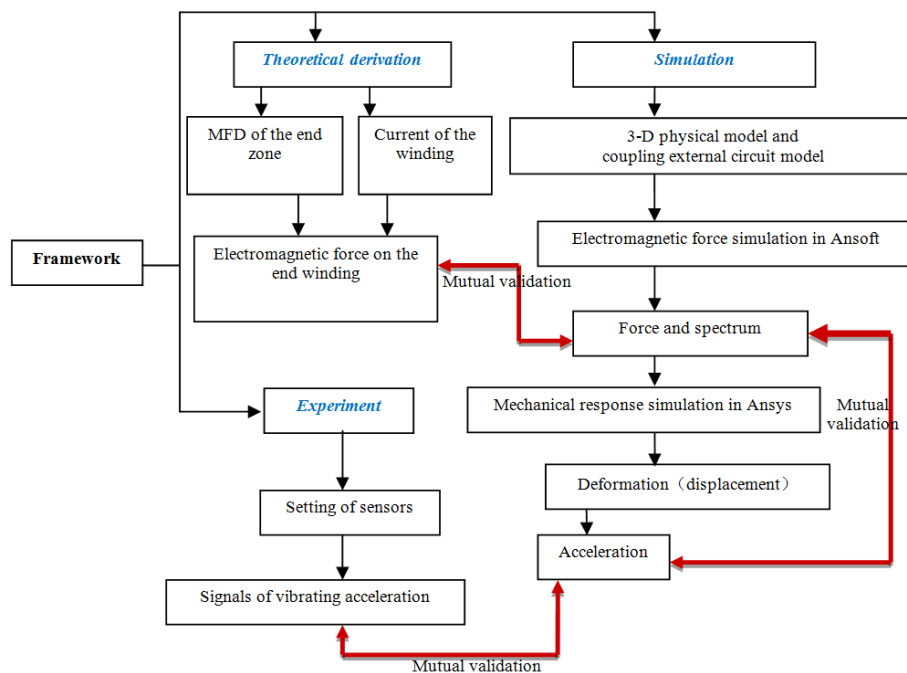 Theoretical derivation
Simulation
MFD of the end
zone
Current of the
winding
3-D physical model and
coupling external circuit model
Framework
Electromagnetic force on the
end winding
Mutual validation
Electromagnetic force simulation in Ansoft
Force and spectrum
Experiment
Mechanical response simulation in Ansys
Mutual
validation
Setting of sensors
Deformation（displacement）
Acceleration
Signals of vibrating acceleration
Mutual validation